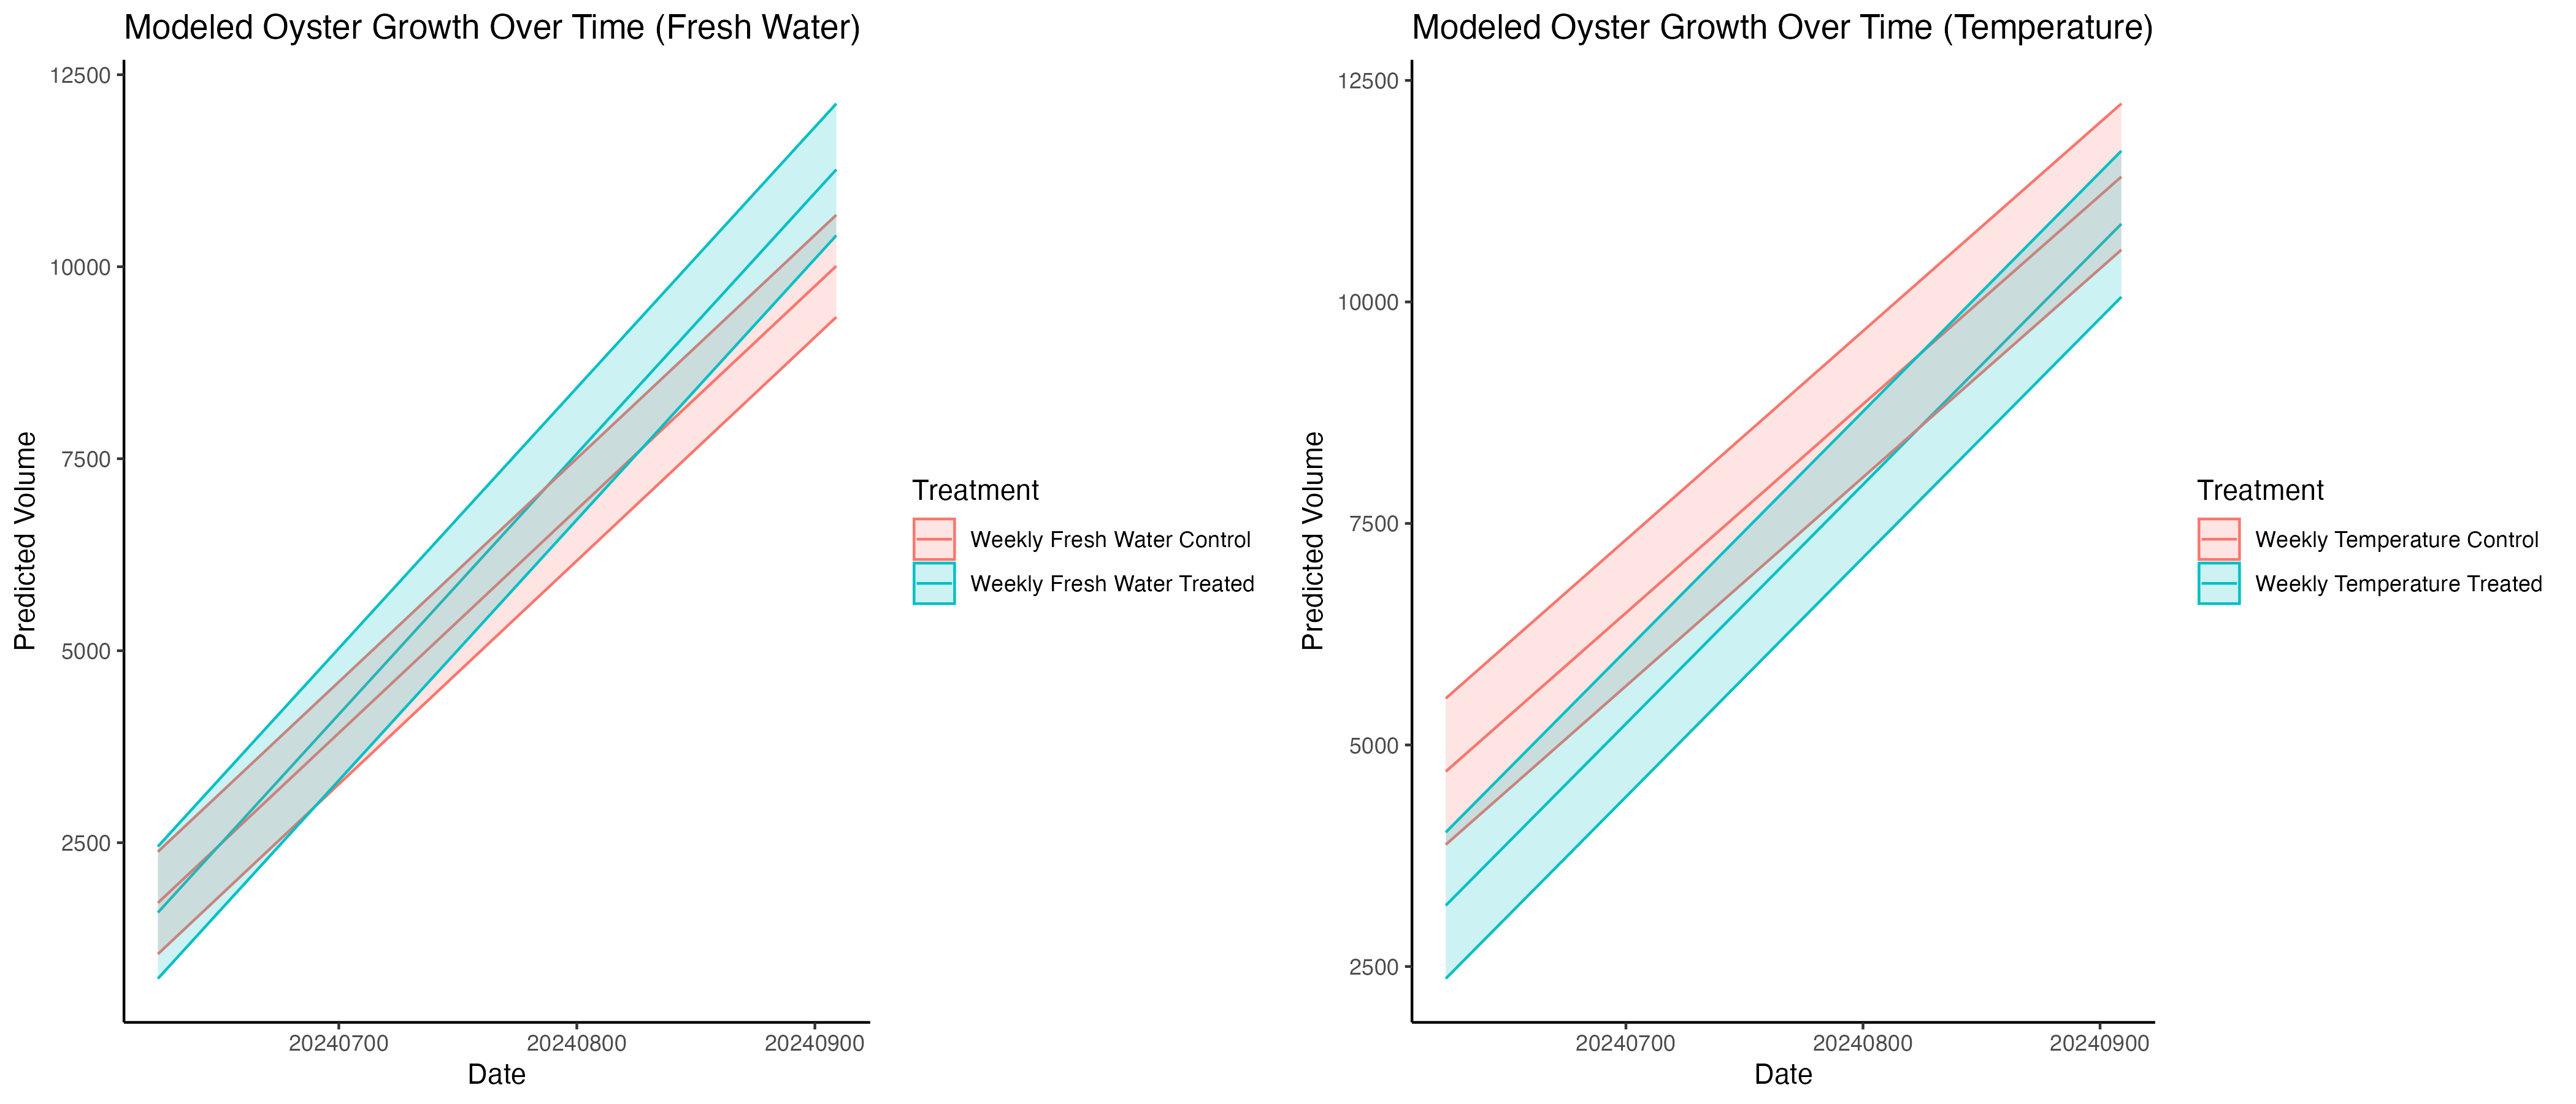 Modeled Oyster Growth Over Time (Fresh Water)
12500
10000
7500
5000
2500
Predicted Volume
20240700 20240800 20240900
Date
Treatment
Weekly Fresh Water Control
Weekly Fresh Water Treated
Modeled Oyster Growth Over Time (Temperature)
12500
10000
7500
5000
2500
Predicted Volume
20240700 20240800 20240900
Date
Treatment
Weekly Temperature Control
Weekly Temperature Treated